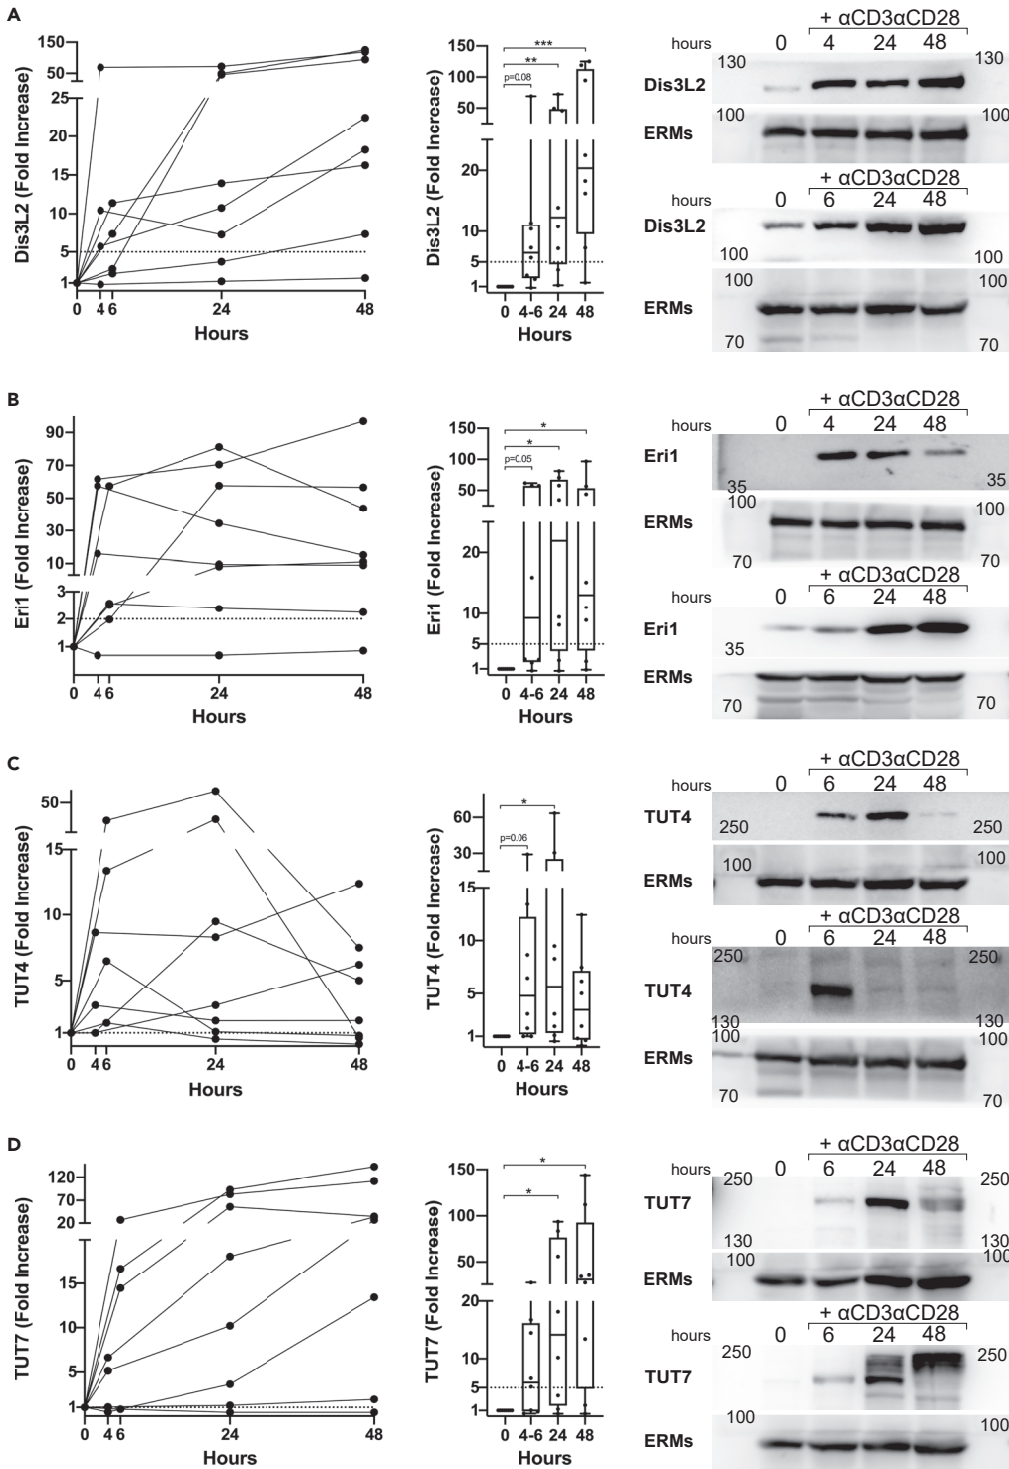 A
Dis3L2 (Fold Increase)
150
50
25
20
15
10
5
1
0 4 6 24 48
Hours
Dis3L2 (Fold Increase)
150
100
50
20
10
5
1
***
**
p=0.08
0 4-6 24 48
Hours
+ αCD3αCD28
hours 0 4 24 48
130 130
Dis3L2
100 100
ERMs
+ αCD3αCD28
hours 0 6 24 48
Dis3L2
100 100
100 100
ERMs
70 70
B
Eri1 (Fold Increase)
90
70
50
30
10
3
2
1
0 4 6 24 48
Hours
Eri1 (Fold Increase)
150
100
50
20
10
5
1
*
*
p=0.05
0 4-6 24 48
Hours
+ αCD3αCD28
hours 0 4 24 48
Eri1
35 35
100 100
ERMs
70 70
+ αCD3αCD28
hours 0 6 24 48
Eri1
35
ERMs
70 70
C
TUT4 (Fold Increase)
50
15
10
5
1
0 4 6 24 48
Hours
TUT4 (Fold Increase)
60
30
15
10
5
1
*
p=0.06
0 4-6 24 48
Hours
+ αCD3αCD28
hours 0 6 24 48
TUT4
250 250
100 100
ERMs
+ αCD3αCD28
hours 0 6 24 48
250 250
TUT4
130 130
100 100
ERMs
70 70
D
TUT7 (Fold Increase)
120
70
20
15
10
5
1
0 4 6 24 48
Hours
TUT7 (Fold Increase)
150
100
50
20
10
5
1
*
*
0 4-6 24 48
Hours
+ αCD3αCD28
hours 0 6 24 48
250 250
TUT7
130 130
100 100
ERMs
+ αCD3αCD28
hours 0 6 24 48
250 250
TUT7
100 100
ERMs